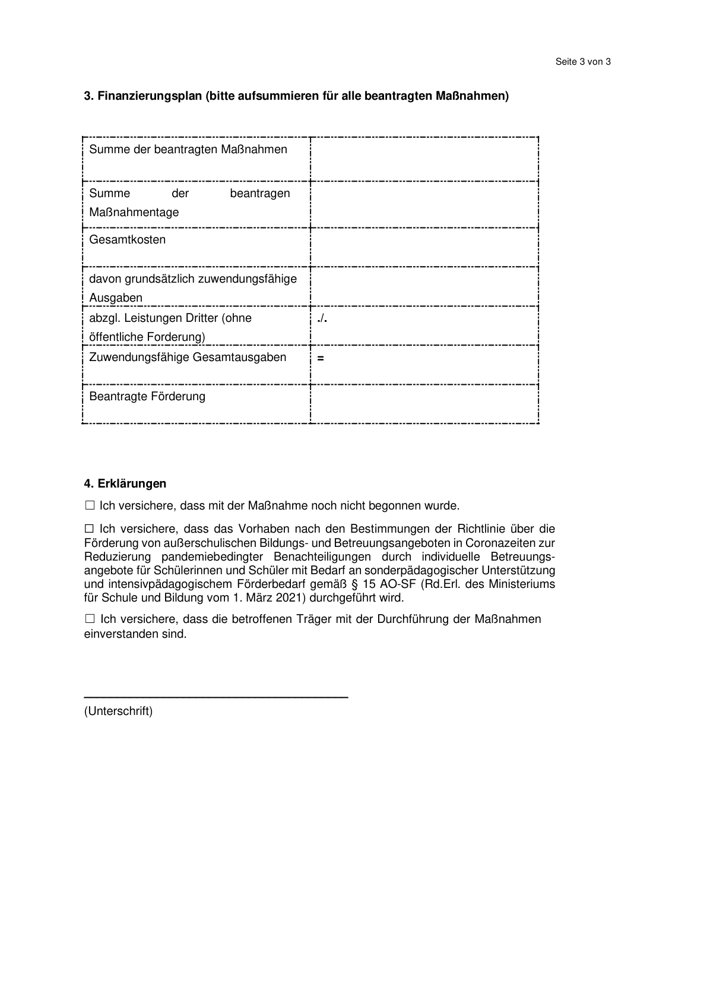 Seite 3 von 3
3. Finanzierungsplan (bitte aufsummieren für alle beantragten Maßnahmen)
Summe der beantragten Maßnahmen
Summe der beantragen
Maßnahmentage
Gesamtkosten
davon grundsätzlich zuwendungsfähige
Ausgaben
abzgl. Leistungen Dritter (ohne
öffentliche Forderung)
./.
Zuwendungsfähige Gesamtausgaben
=
Beantragte Förderung
4. Erklärungen
☐ Ich versichere, dass mit der Maßnahme noch nicht begonnen wurde.
☐ Ich versichere, dass das Vorhaben nach den Bestimmungen der Richtlinie über die
Förderung von außerschulischen Bildungs- und Betreuungsangeboten in Coronazeiten zur
Reduzierung pandemiebedingter Benachteiligungen durch individuelle Betreuungs-
angebote für Schülerinnen und Schüler mit Bedarf an sonderpädagogischer Unterstützung
und intensivpädagogischem Förderbedarf gemäß § 15 AO-SF (Rd.Erl. des Ministeriums
für Schule und Bildung vom 1. März 2021) durchgeführt wird.
☐ Ich versichere, dass die betroffenen Träger mit der Durchführung der Maßnahmen
einverstanden sind.
(Unterschrift)